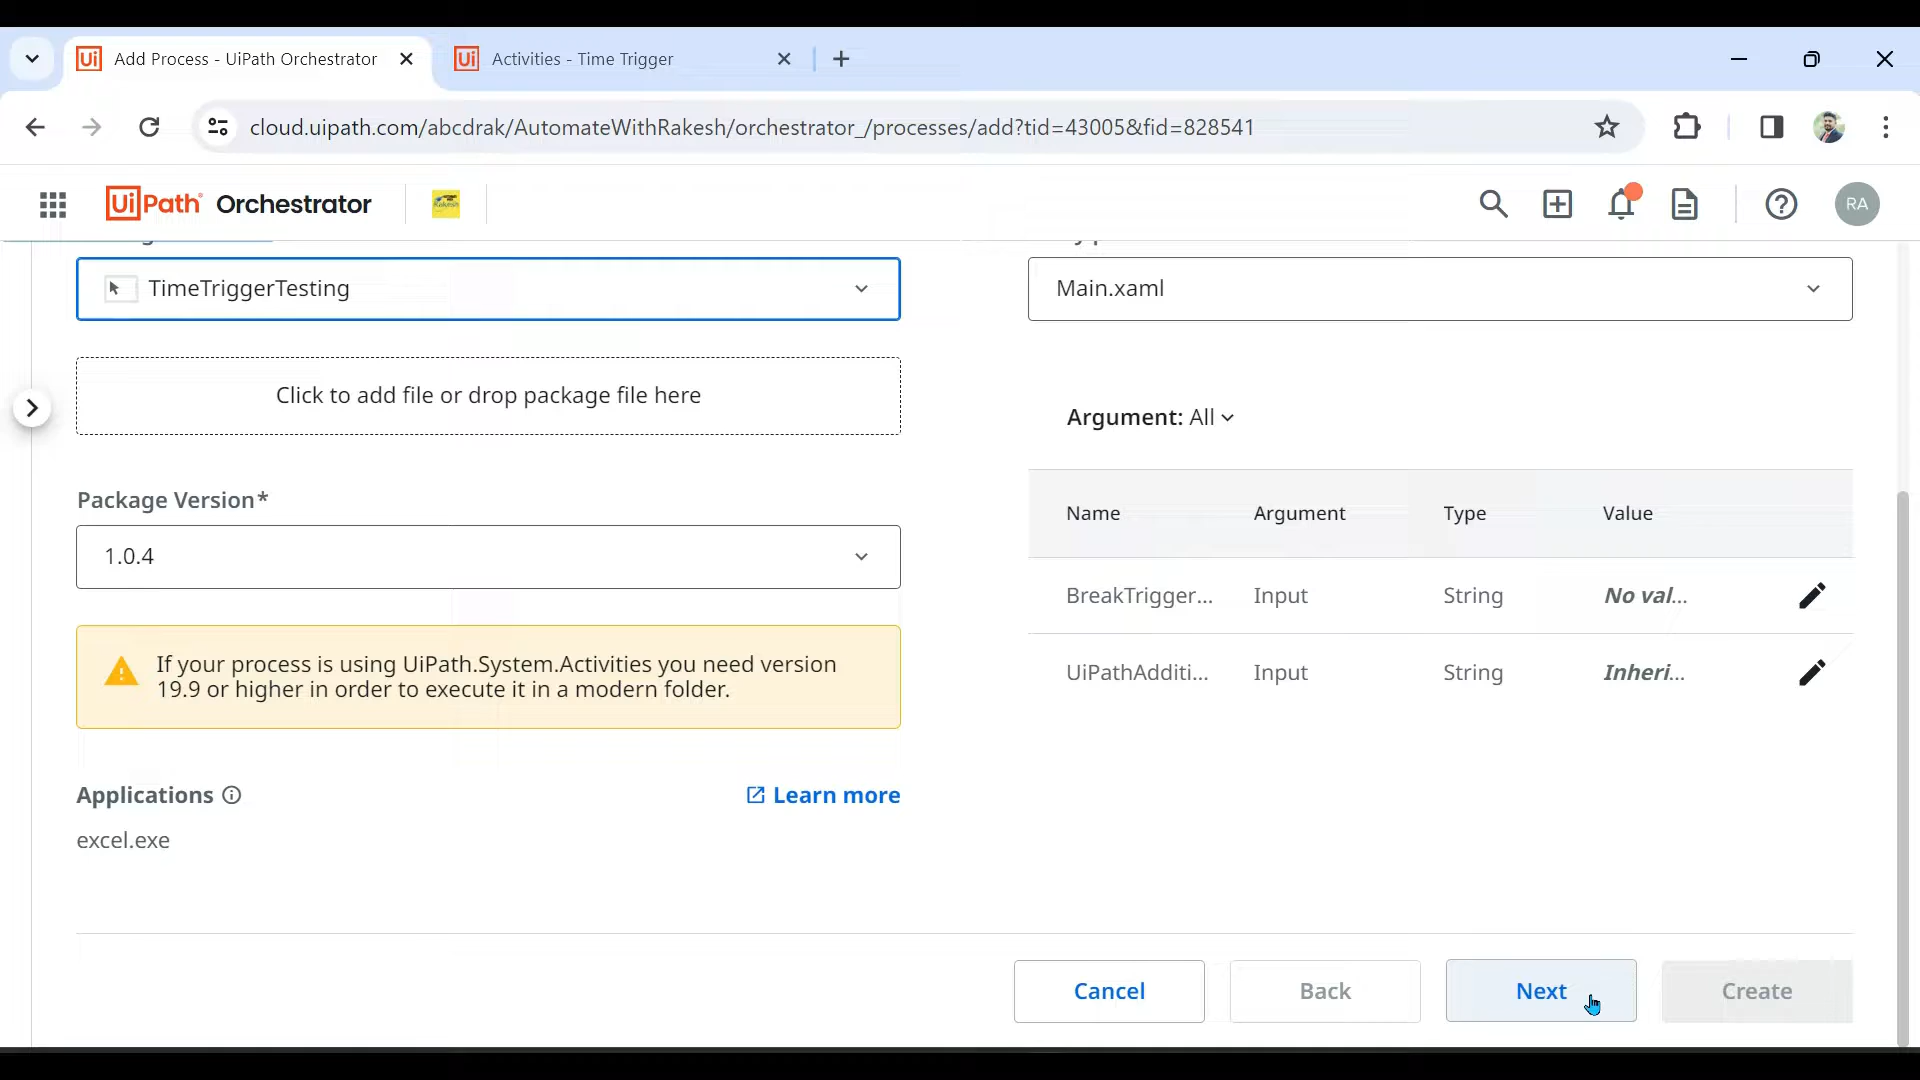 Add Process - UiPath Orchestrator
Activities - Time Trigger
cloud.uipath.com/abcdrak/AutomateWithRakesh/orchestrator_/processes/add?tid=43005&fid=828541
UiPath Orchestrator
RA
TimeTriggerTesting
Main.xaml
Click to add file or drop package file here
Argument: All
Package Version*
1.0.4
Name Argument Type Value
BreakTrigger... Input String No val...
UiPathAdditi... Input String Inheri...
If your process is using UiPath.System.Activities you need version
19.9 or higher in order to execute it in a modern folder.
Applications
Learn more
excel.exe
Cancel Back Next Create